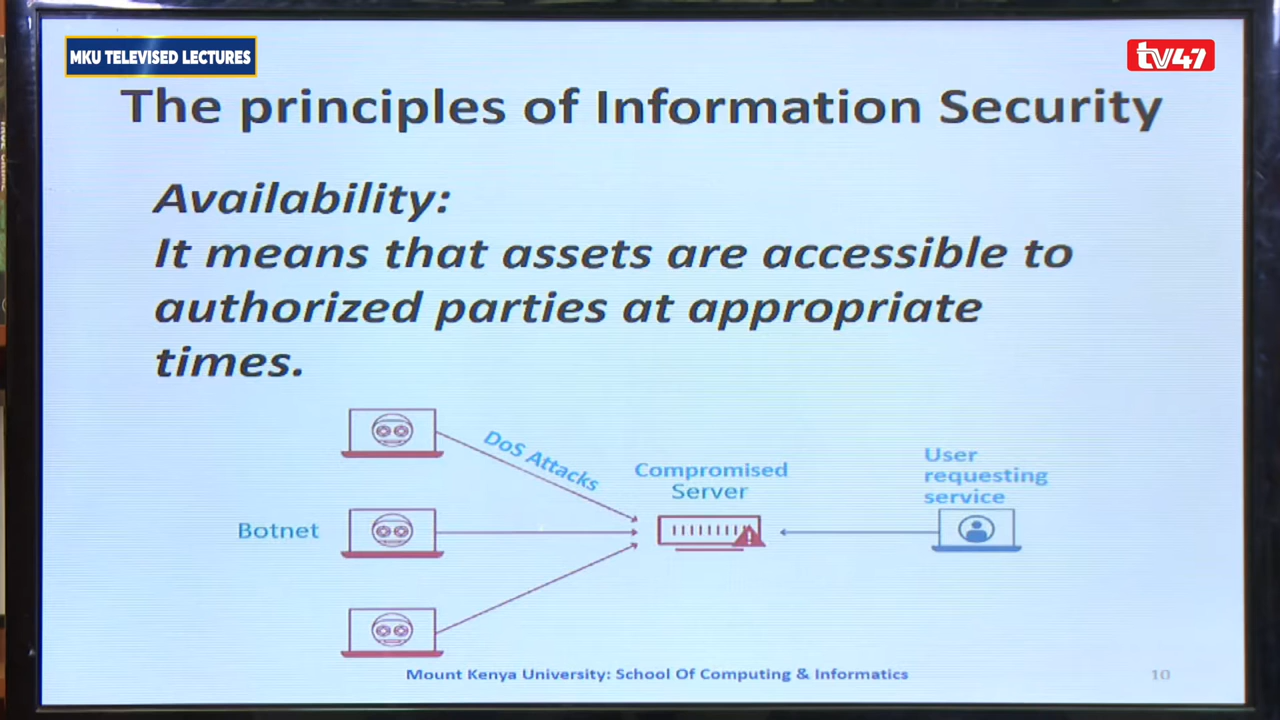 MKU TELEVISED LECTURES
tv47
The principles of Information Security
Availability:
It means that assets are accessible to
authorized parties at appropriate
times.
DoS Attacks
Compromised
Server
User
requesting
service
Botnet
Mount Kenya University: School Of Computing & Informatics
10